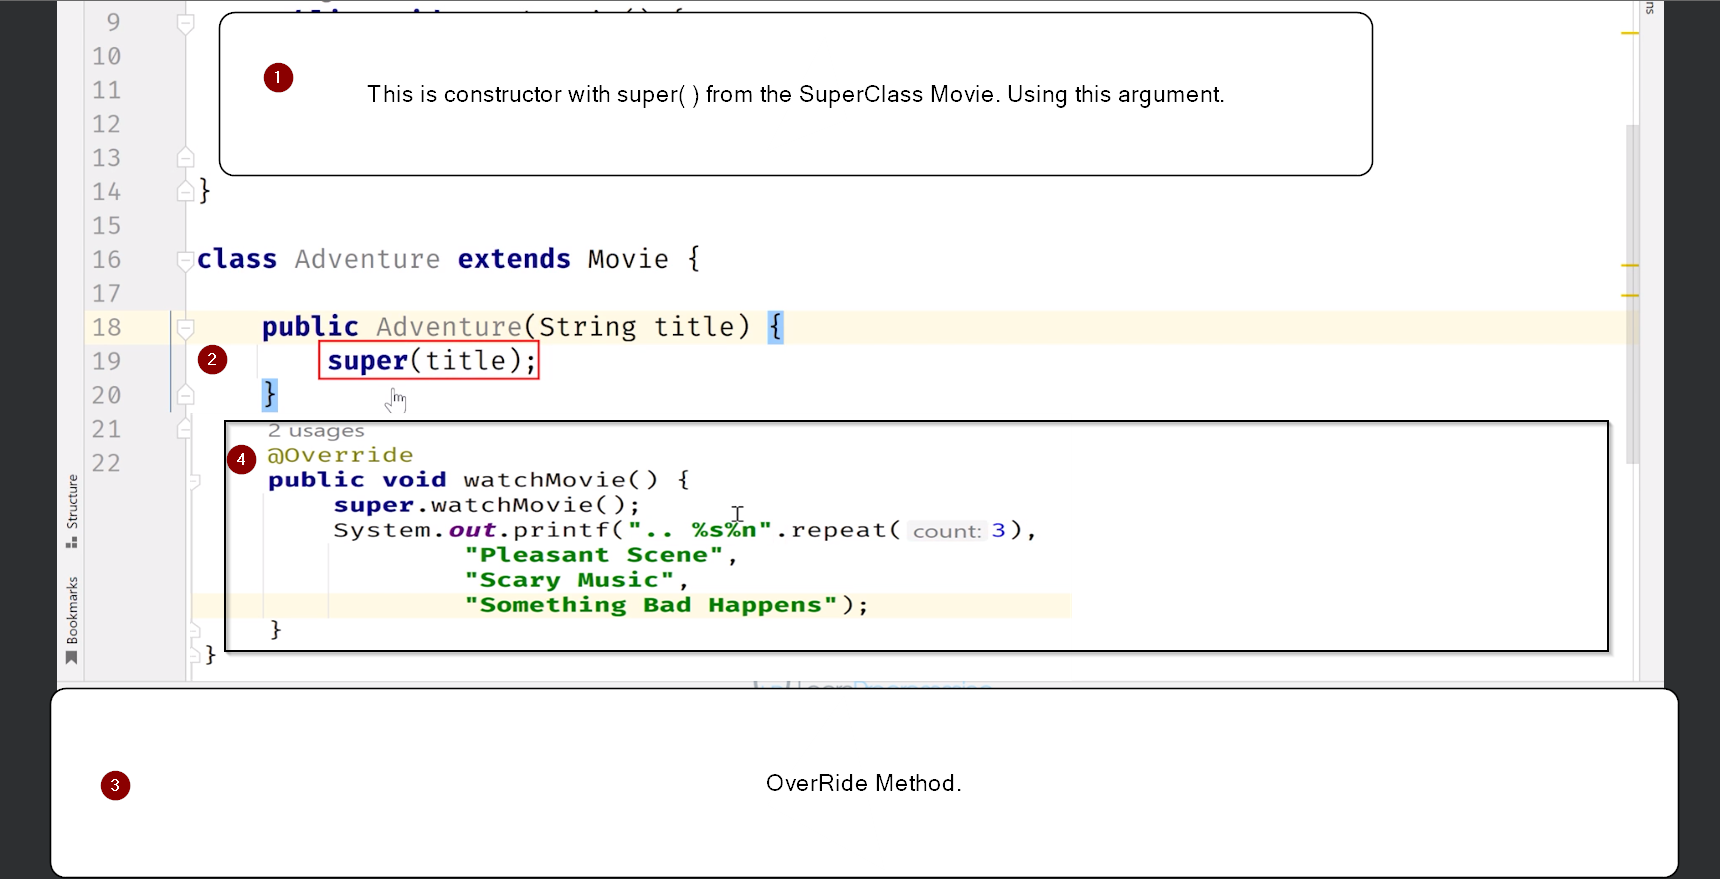 9
1
This is constructor with super( ) from the SuperClass Movie. Using this argument.
10
11
12
13
14 }
15
16 class Adventure extends Movie {
17
18 public Adventure(String title) {
2
19 super(title);
20 }
21
2 usages
4
22 @Override
public void watchMovie() {
super.watchMovie();
System.out.printf(".. %s%n".repeat( count: 3),
"Pleasant Scene",
"Scary Music",
"Something Bad Happens");
}
}
Structure
Bookmarks
3
OverRide Method.